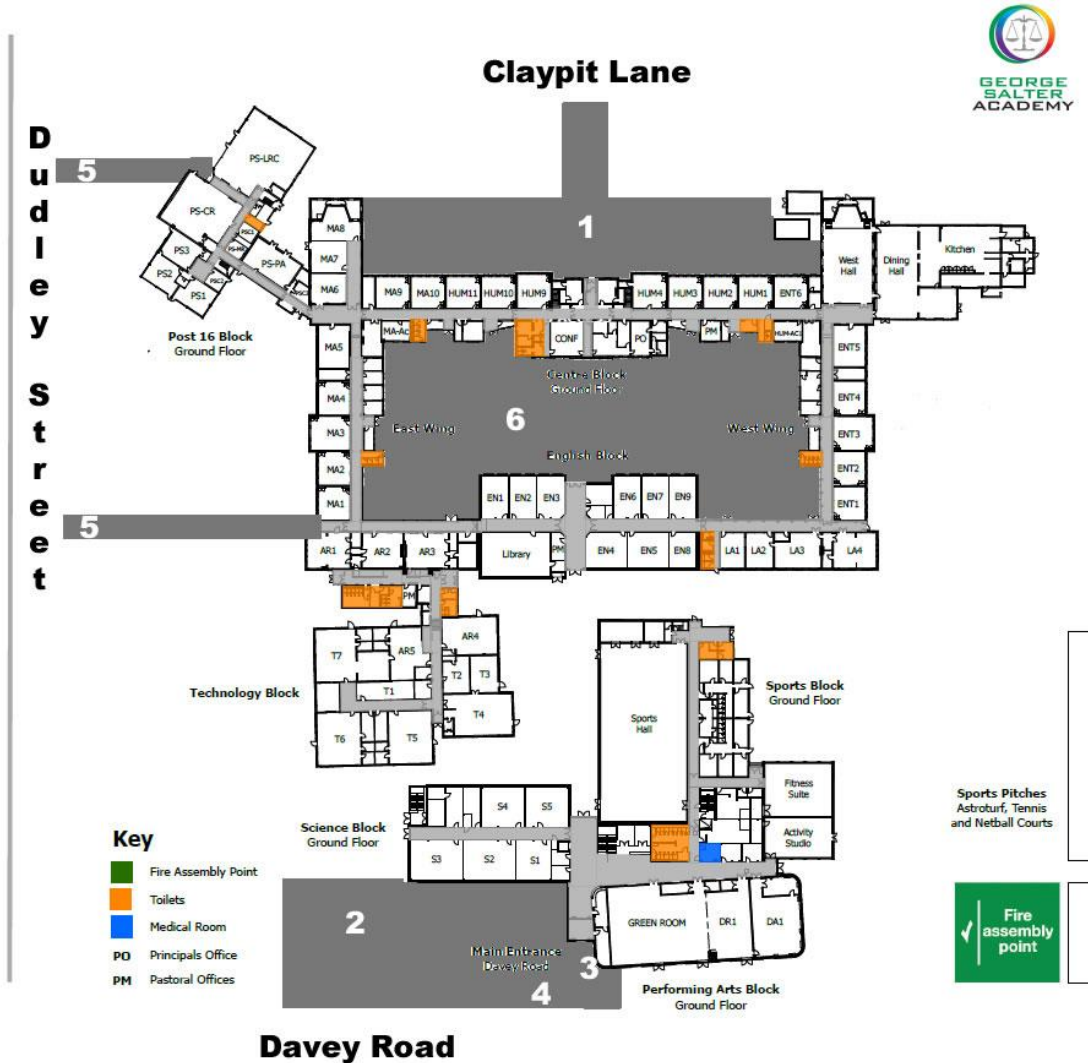 GEORGE
SALTER
ACADEMY
Claypit Lane
Dudley Street
5
1
PS-LRC
PS-CR
PSC1
PS-PA
PS3
PS2
PS1
PSC2
Post 16 Block
Ground Floor
MA8
MA7
MA6
MA9
MA10
HUM11
HUM10
HUM9
HUM4
HUM3
HUM2
HUM1
ENT6
West
Hall
Dining
Hall
Kitchen
MA-Ac
CONF
PO
PM
MA5
MA4
MA3
MA2
MA1
ENT5
ENT4
ENT3
ENT2
ENT1
Centre Block
Ground Floor
6
East Wing
West Wing
English Block
EN1
EN2
EN3
EN6
EN7
EN9
5
AR1
AR2
AR3
Library
PM
EN4
EN5
EN8
LA1
LA2
LA3
LA4
PM
AR4
AR5
T7
T1
T2
T3
T4
T5
T6
Technology Block
Sports
Hall
Sports Block
Ground Floor
Fitness
Suite
Activity
Studio
Sports Pitches
Astroturf, Tennis
and Netball Courts
Science Block
Ground Floor
S4
S5
S3
S2
S1
Key
Fire Assembly Point
Toilets
Medical Room
PO Principals Office
PM Pastoral Offices
2
Main Entrance
Davey Road
3
4
GREEN ROOM
DR1
DA1
Performing Arts Block
Ground Floor
Fire
assembly
point
Davey Road